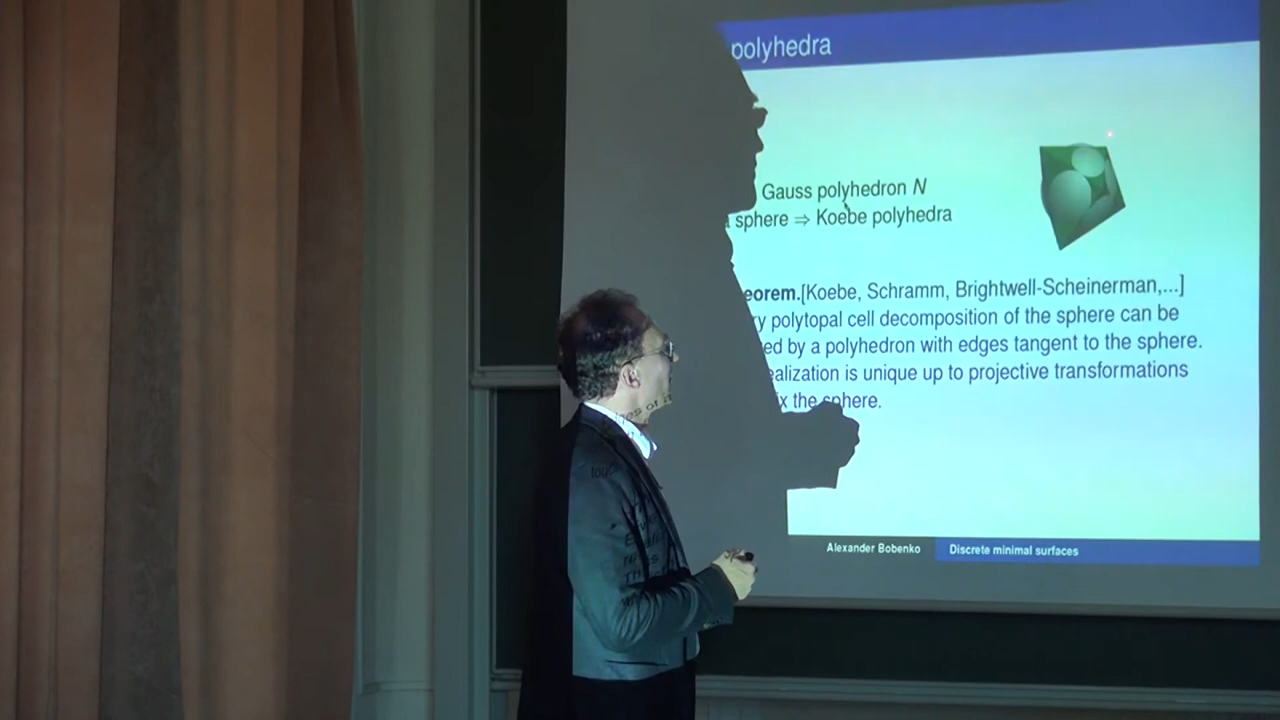 polyhedra
Gauss polyhedron N
sphere ⇒ Koebe polyhedra
eorem.[Koebe, Schramm, Brightwell-Scheinerman,...]
y polytopal cell decomposition of the sphere can be
ed by a polyhedron with edges tangent to the sphere.
ealization is unique up to projective transformations
ix the sphere.
Alexander Bobenko
Discrete minimal surfaces